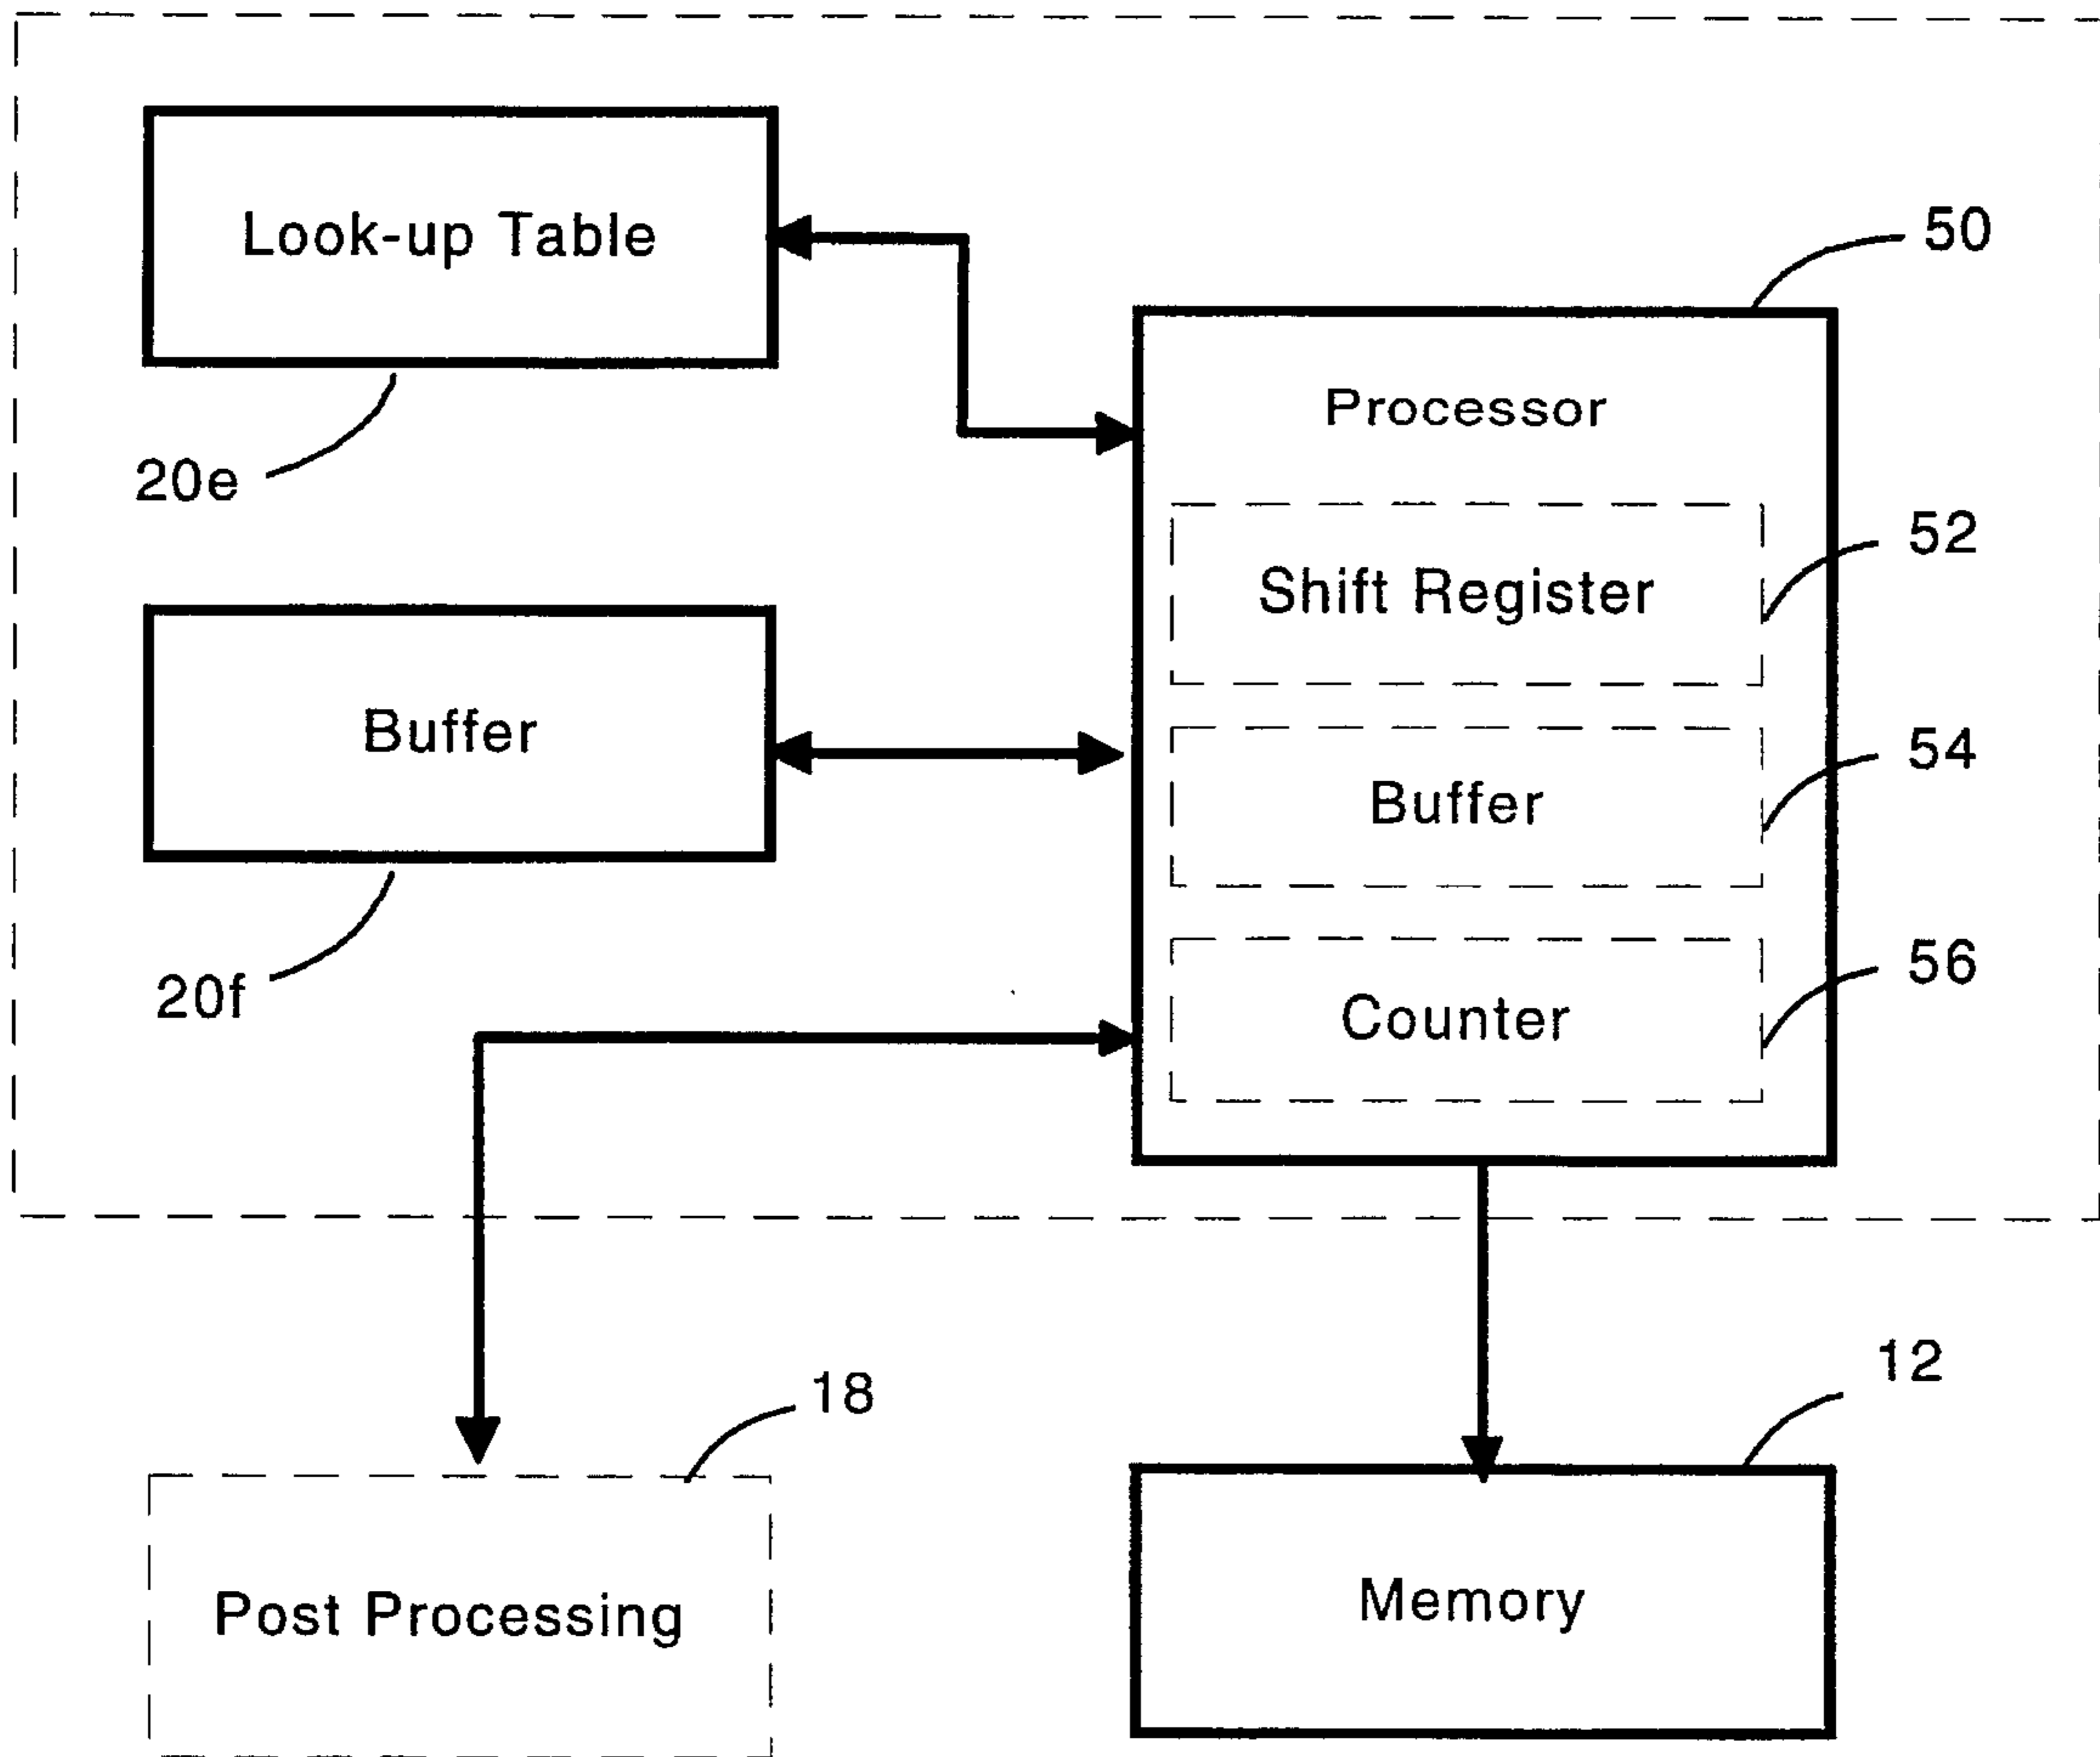 Look-up Table
50
Processor
20e
52
Shift Register
Buffer
54
Buffer
56
20f
Counter
18
12
Post Processing
Memory